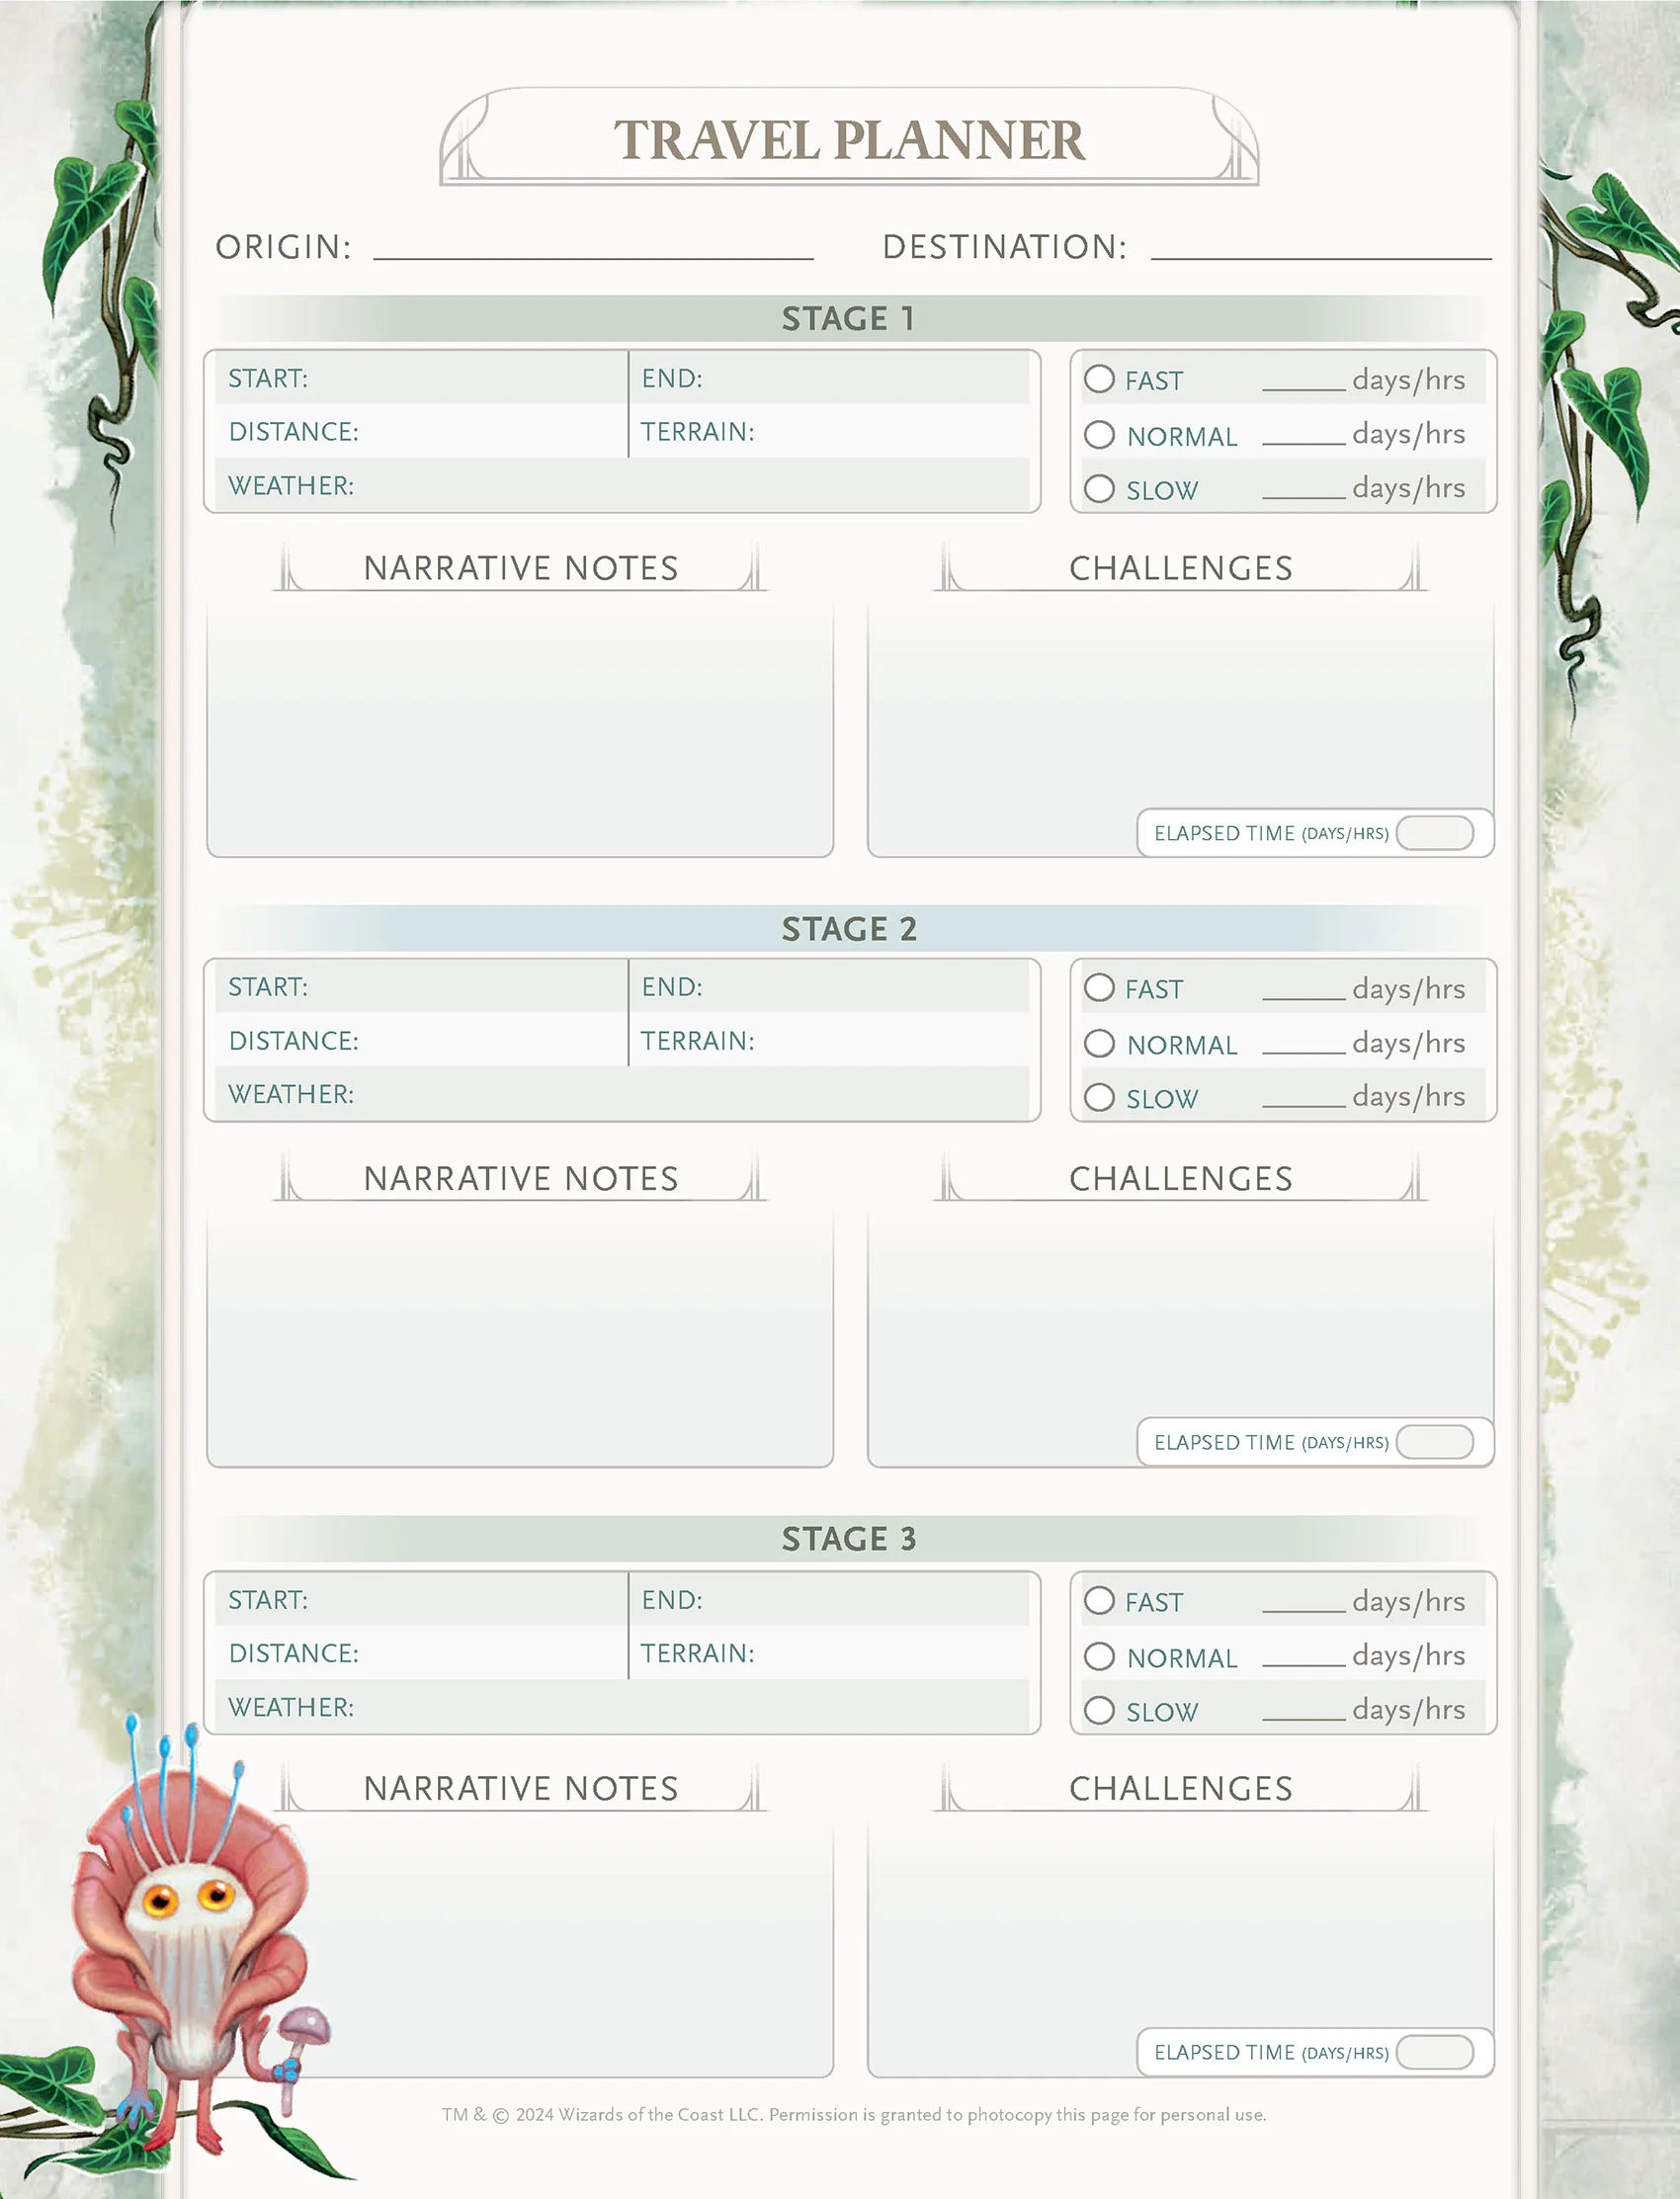 TRAVEL PLANNER
ORIGIN: DESTINATION:
STAGE 1
START: END:
DISTANCE: TERRAIN:
WEATHER:
FAST days/hrs
NORMAL days/hrs
SLOW days/hrs
NARRATIVE NOTES
CHALLENGES
ELAPSED TIME (DAYS/HRS)
STAGE 2
START: END:
DISTANCE: TERRAIN:
WEATHER:
FAST days/hrs
NORMAL days/hrs
SLOW days/hrs
NARRATIVE NOTES
CHALLENGES
ELAPSED TIME (DAYS/HRS)
STAGE 3
START: END:
DISTANCE: TERRAIN:
WEATHER:
FAST days/hrs
NORMAL days/hrs
SLOW days/hrs
NARRATIVE NOTES
CHALLENGES
ELAPSED TIME (DAYS/HRS)
TM & © 2024 Wizards of the Coast LLC. Permission is granted to photocopy this page for personal use.